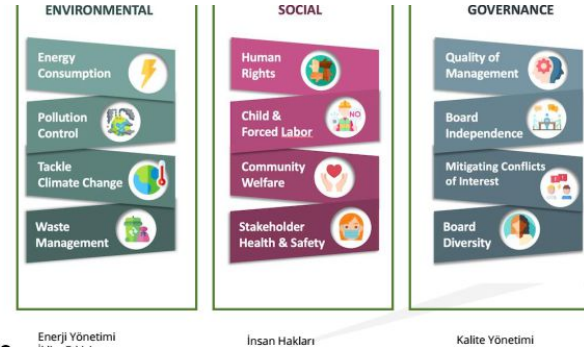 ENVIRONMENTAL
Energy
Consumption
Pollution
Control
Tackle
Climate Change
Waste
Management
SOCIAL
Human
Rights
Child &
Forced Labor
NO
Community
Welfare
Stakeholder
Health & Safety
GOVERNANCE
Quality of
Management
Board
Independence
Mitigating Conflicts
of Interest
Board
Diversity
Enerji Yönetimi
İnsan Hakları
Kalite Yönetimi